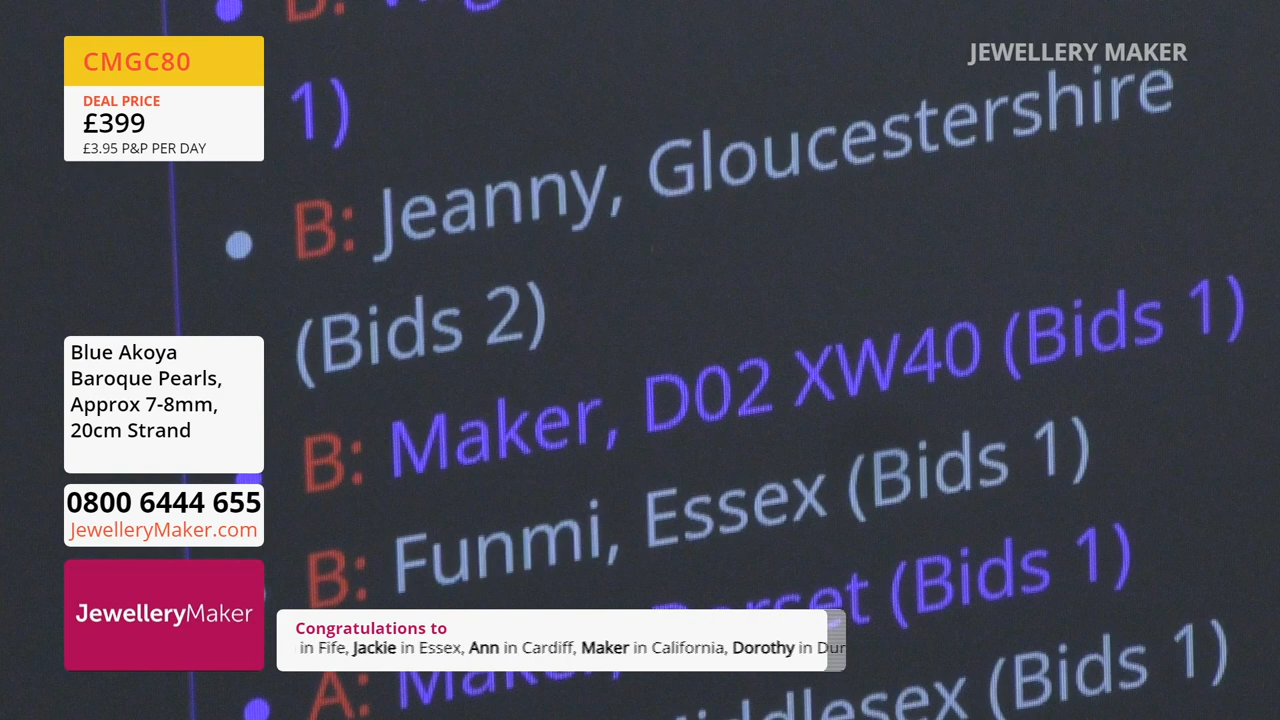 CMGC80
DEAL PRICE
£399
£3.95 P&P PER DAY
JEWELLERY MAKER
1)
B: Jeanny, Gloucestershire
(Bids 2)
B: Maker, D02 XW40 (Bids 1)
B: Funmi, Essex (Bids 1)
(Bids 1)
A:
(Bids 1)
Blue Akoya
Baroque Pearls,
Approx 7-8mm,
20cm Strand
0800 6444 655
JewelleryMaker.com
JewelleryMaker
Congratulations to
in Fife, Jackie in Essex, Ann in Cardiff, Maker in California, Dorothy in Dur